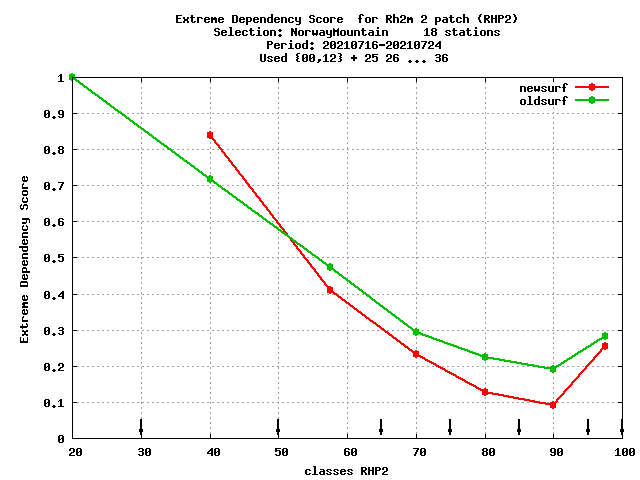 Extreme Dependency Score  for Rh2m 2 patch (RHP2)
Selection: NorwayMountain     18 stations
Period: 20210716-20210724
Used {00,12} + 25 26 ... 36
newsurf
oldsurf
1
0.9
0.8
0.7
0.6
0.5
0.4
0.3
0.2
0.1
0
Extreme Dependency Score
20 30 40 50 60 70 80 90 100
classes RHP2